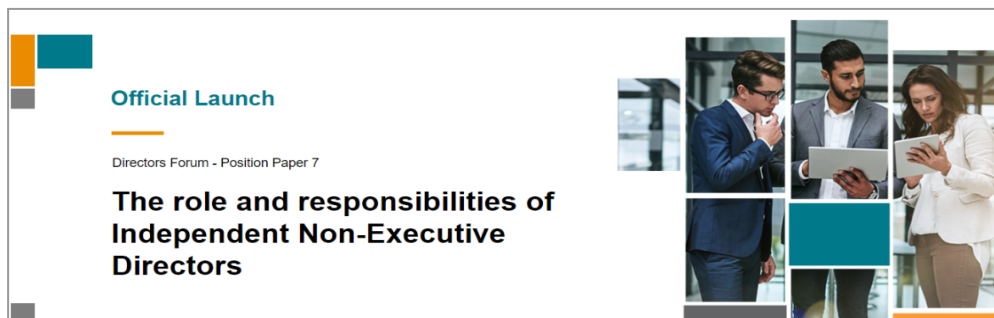 Official Launch
Directors Forum - Position Paper 7
The role and responsibilities of
Independent Non-Executive
Directors